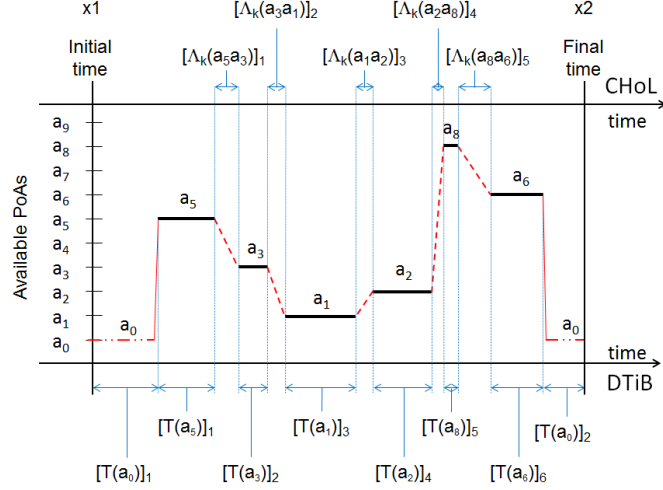 x1
[Λₖ(a₃a₁)]₂
[Λₖ(a₂a₈)]₄
x2
Initial
time
[Λₖ(a₅a₃)]₁
[Λₖ(a₁a₂)]₃
[Λₖ(a₈a₆)]₅
Final
time
CHoL
time
Available PoAs
a₉
a₈
a₇
a₆
a₅
a₄
a₃
a₂
a₁
a₀
a₀
a₅
a₃
a₁
a₂
a₈
a₆
a₀
time
DTiB
[T(a₅)]₁
[T(a₁)]₃
[T(a₈)]₅
[T(a₀)]₂
[T(a₀)]₁
[T(a₃)]₂
[T(a₂)]₄
[T(a₆)]₆